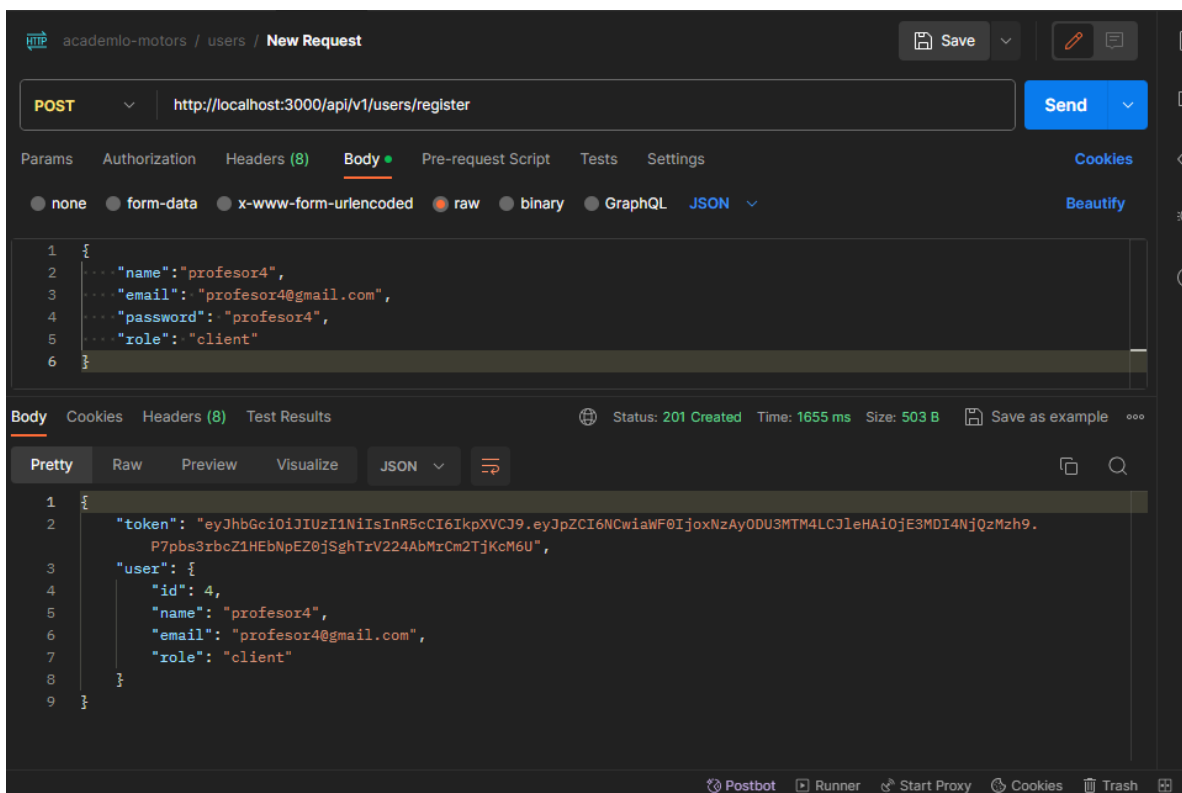 HTTP academlo-motors / users / New Request Save
POST http://localhost:3000/api/v1/users/register Send
Params Authorization Headers (8) Body Pre-request Script Tests Settings Cookies
none form-data x-www-form-urlencoded raw binary GraphQL JSON Beautify
1 {
2 "name":"profesor4",
3 "email": "profesor4@gmail.com",
4 "password": "profesor4",
5 "role": "client"
6 }
Body Cookies Headers (8) Test Results Status: 201 Created Time: 1655 ms Size: 503 B Save as example
Pretty Raw Preview Visualize JSON
1 {
2 "token": "eyJhbGciOiJIUzI1NiIsInR5cCI6IkpXVCJ9.eyJpZCI6NCwiaWF0IjoxNzAyODU3MTM4LCJleHAiOjE3MDI4NjQzMzh9.
P7pbs3rbcZ1HEbNpEZ0jSghTrV224AbMrCm2TjKcM6U",
3 "user": {
4 "id": 4,
5 "name": "profesor4",
6 "email": "profesor4@gmail.com",
7 "role": "client"
8 }
9 }
Postbot Runner Start Proxy Cookies Trash